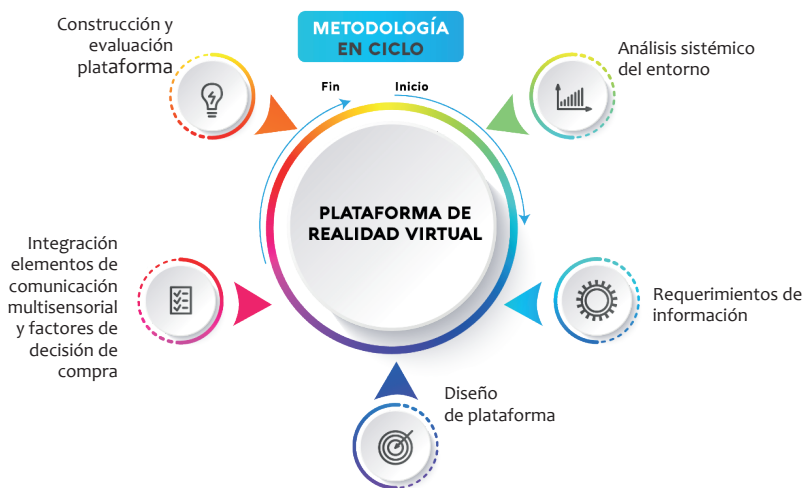 METODOLOGÍA
EN CICLO
Fin
Inicio
Análisis sistémico
del entorno
Requerimientos de
información
Diseño
de plataforma
Integración
elementos de
comunicación
multisensorial
y factores de
decisión de
compra
Construcción y
evaluación
plataforma
PLATAFORMA DE
REALIDAD VIRTUAL